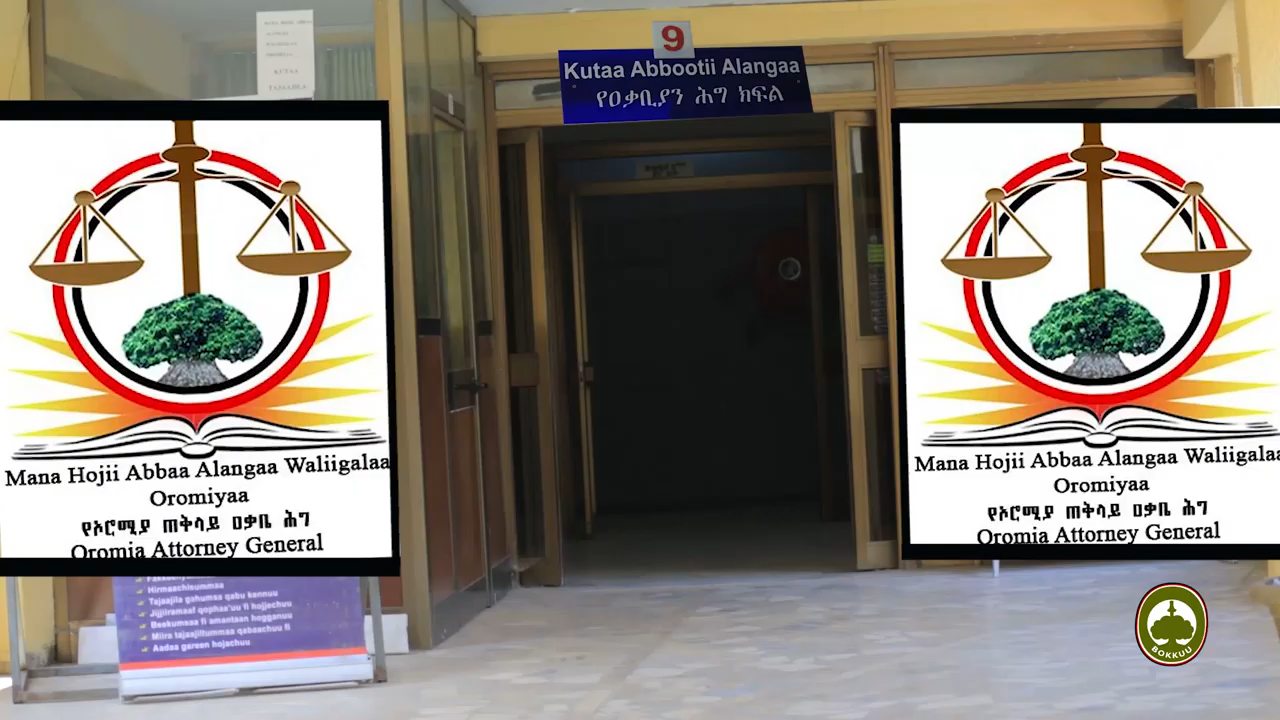 9
Kutaa Abbootii Alangaa
የዐቃቢያን ሕግ ክፍል
KUTAA
Mana Hojii Abbaa Alangaa Waliigalaa
Oromiyaa
የኦሮሚያ ጠቅላይ ዐቃቤ ሕግ
Oromia Attorney General
Mana Hojii Abbaa Alangaa Waliigalaa
Oromiyaa
የኦሮሚያ ጠቅላይ ዐቃቤ ሕግ
Oromia Attorney General
Hirmaachisummaa
Tajaajila gahumsa qabu kennuu
Jijjiiramaaf qophaa'uu fi hojjechuu
Beekumsaa fi amantaan hogganuu
Miira tajaajiltummaa qabaachuu fi
Aadaa gareen hojachuu
BOKKUU